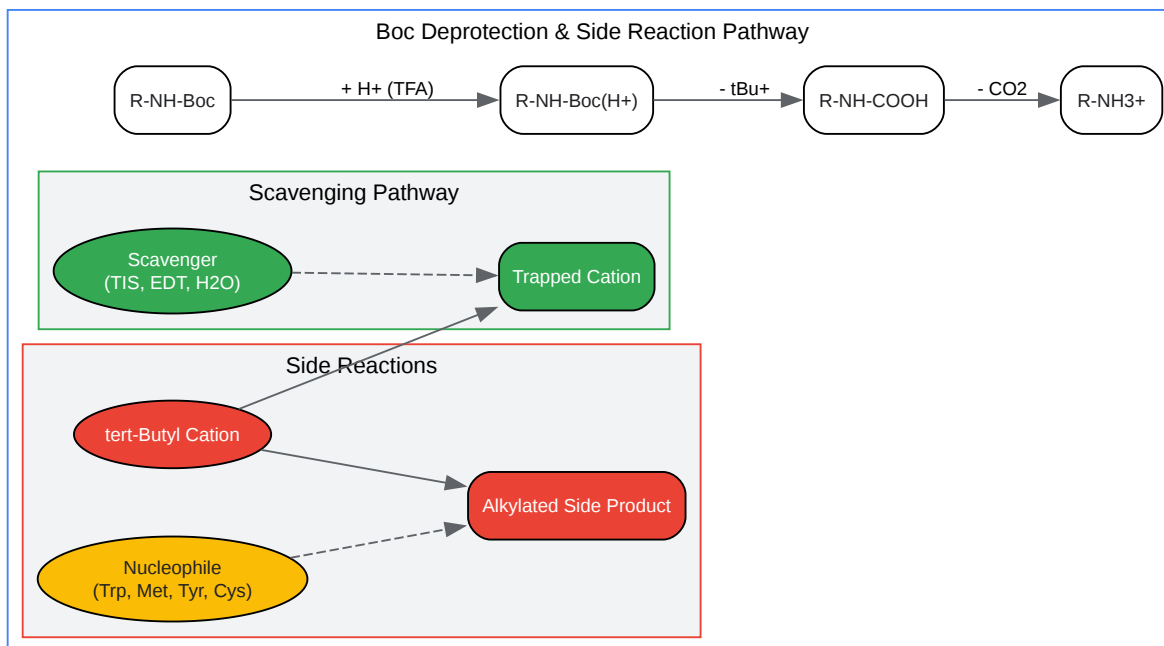 Boc Deprotection & Side Reaction Pathway
R-NH-Boc
+ H+ (TFA)
R-NH-Boc(H+)
- tBu+
R-NH-COOH
- CO2
R-NH3+
Scavenging Pathway
Scavenger
(TIS, EDT, H2O)
Trapped Cation
Side Reactions
tert-Butyl Cation
Alkylated Side Product
Nucleophile
(Trp, Met, Tyr, Cys)